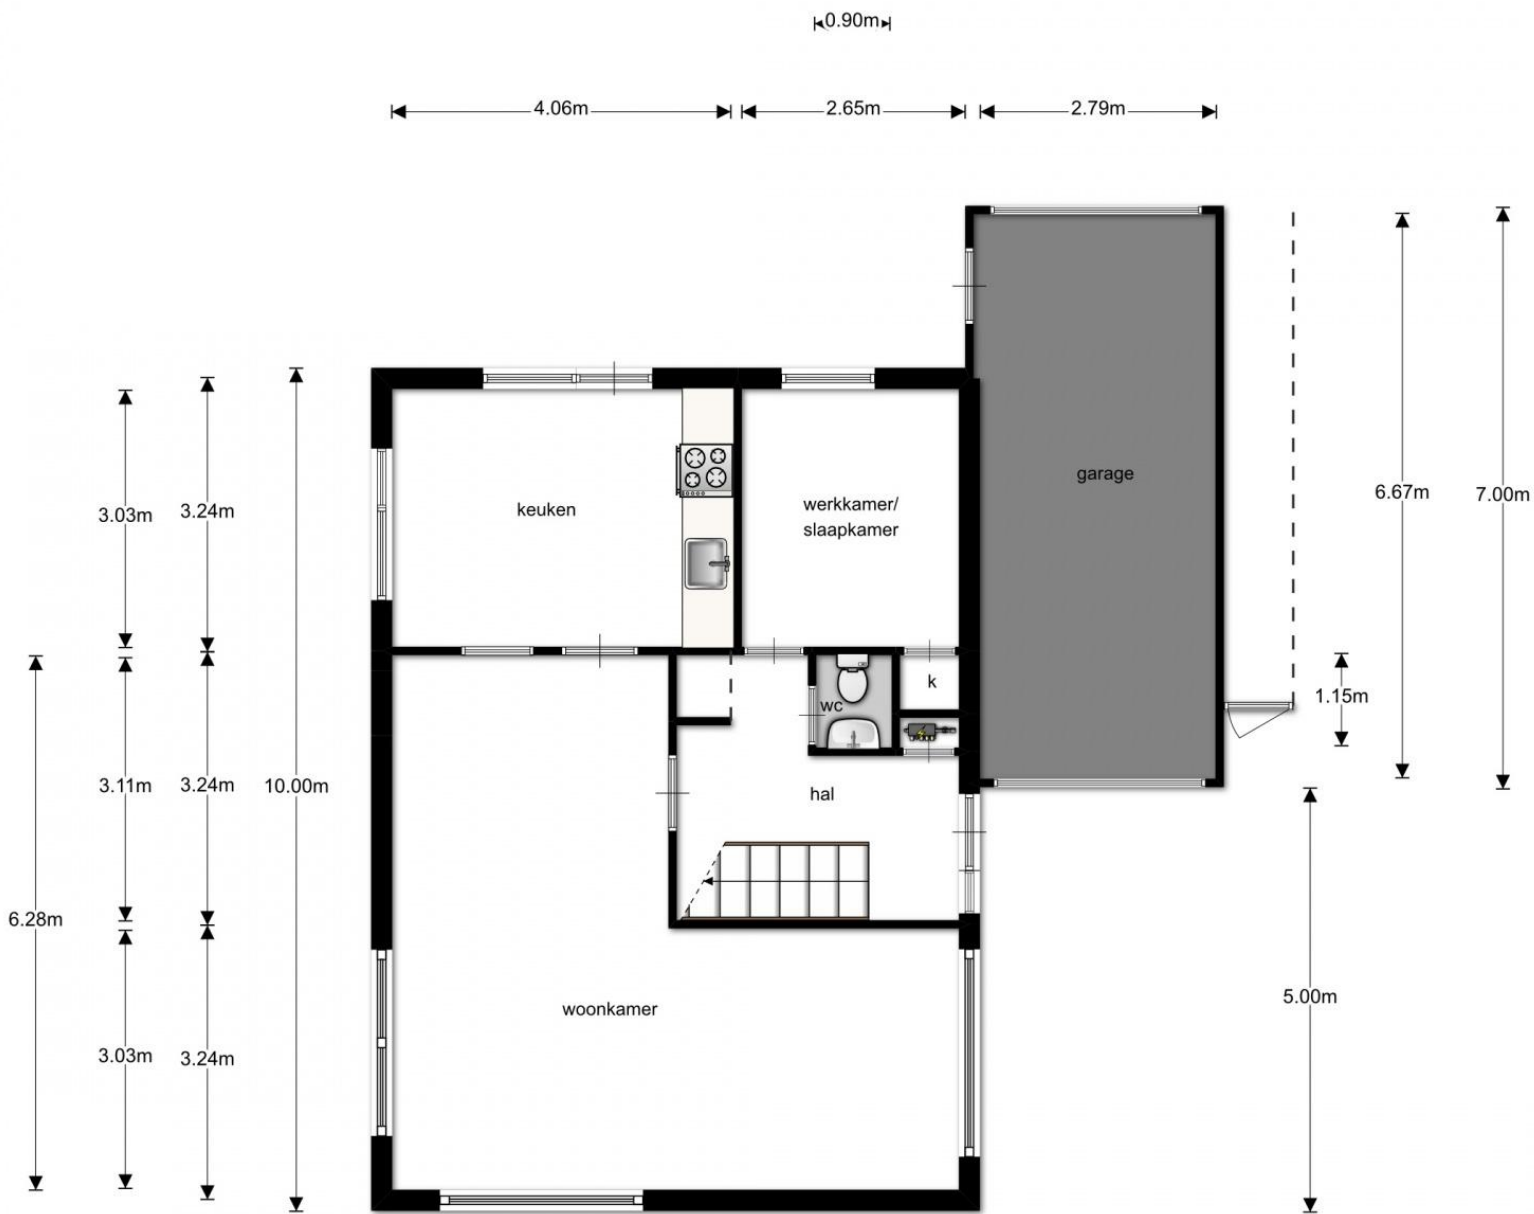 0.90m
4.06m
2.65m
2.79m
garage
6.67m
7.00m
3.03m
3.24m
keuken
werkkamer/
slaapkamer
k
wc
1.15m
3.11m
3.24m
10.00m
hal
6.28m
5.00m
woonkamer
3.03m
3.24m